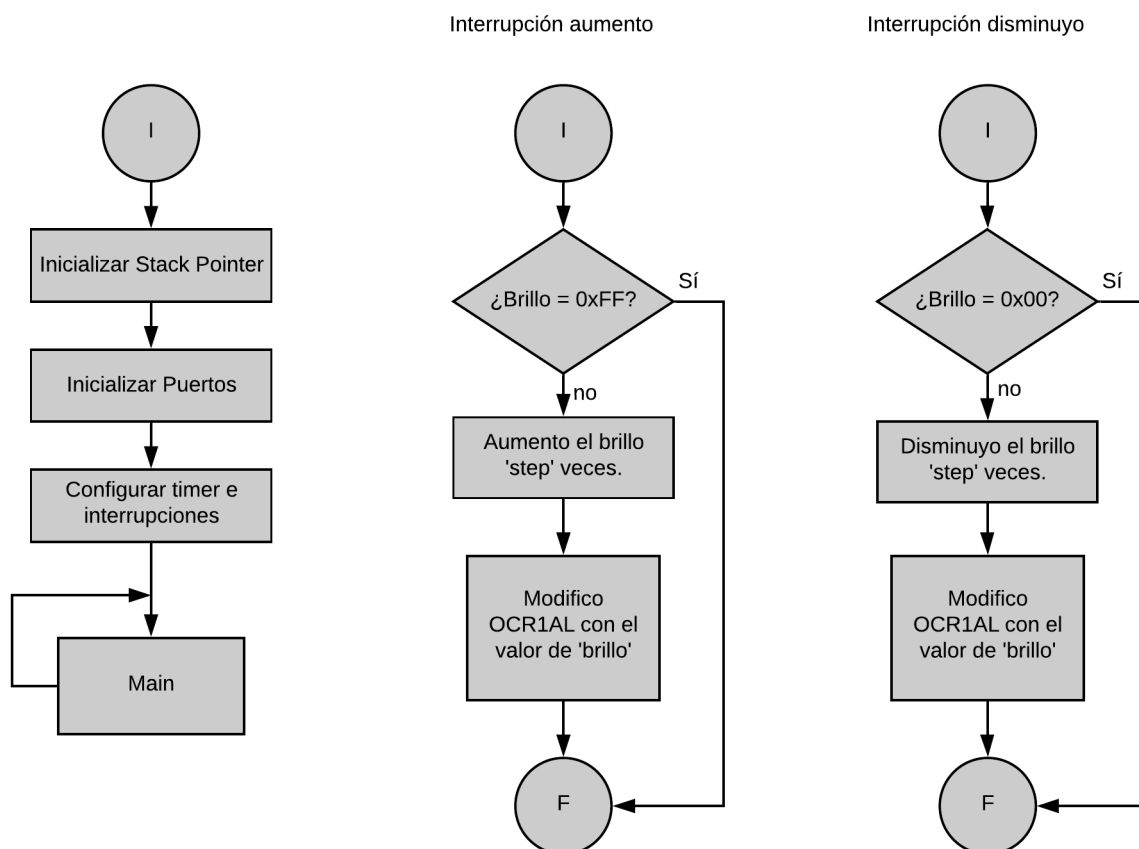 Interrupción aumento
Interrupción disminuyo
I
Inicializar Stack Pointer
Inicializar Puertos
Configurar timer e
interrupciones
Main
I
¿Brillo = 0xFF?
Sí
no
Aumento el brillo
'step' veces.
Modifico
OCR1AL con el
valor de 'brillo'
F
I
¿Brillo = 0x00?
Sí
no
Disminuyo el brillo
'step' veces.
Modifico
OCR1AL con el
valor de 'brillo'
F